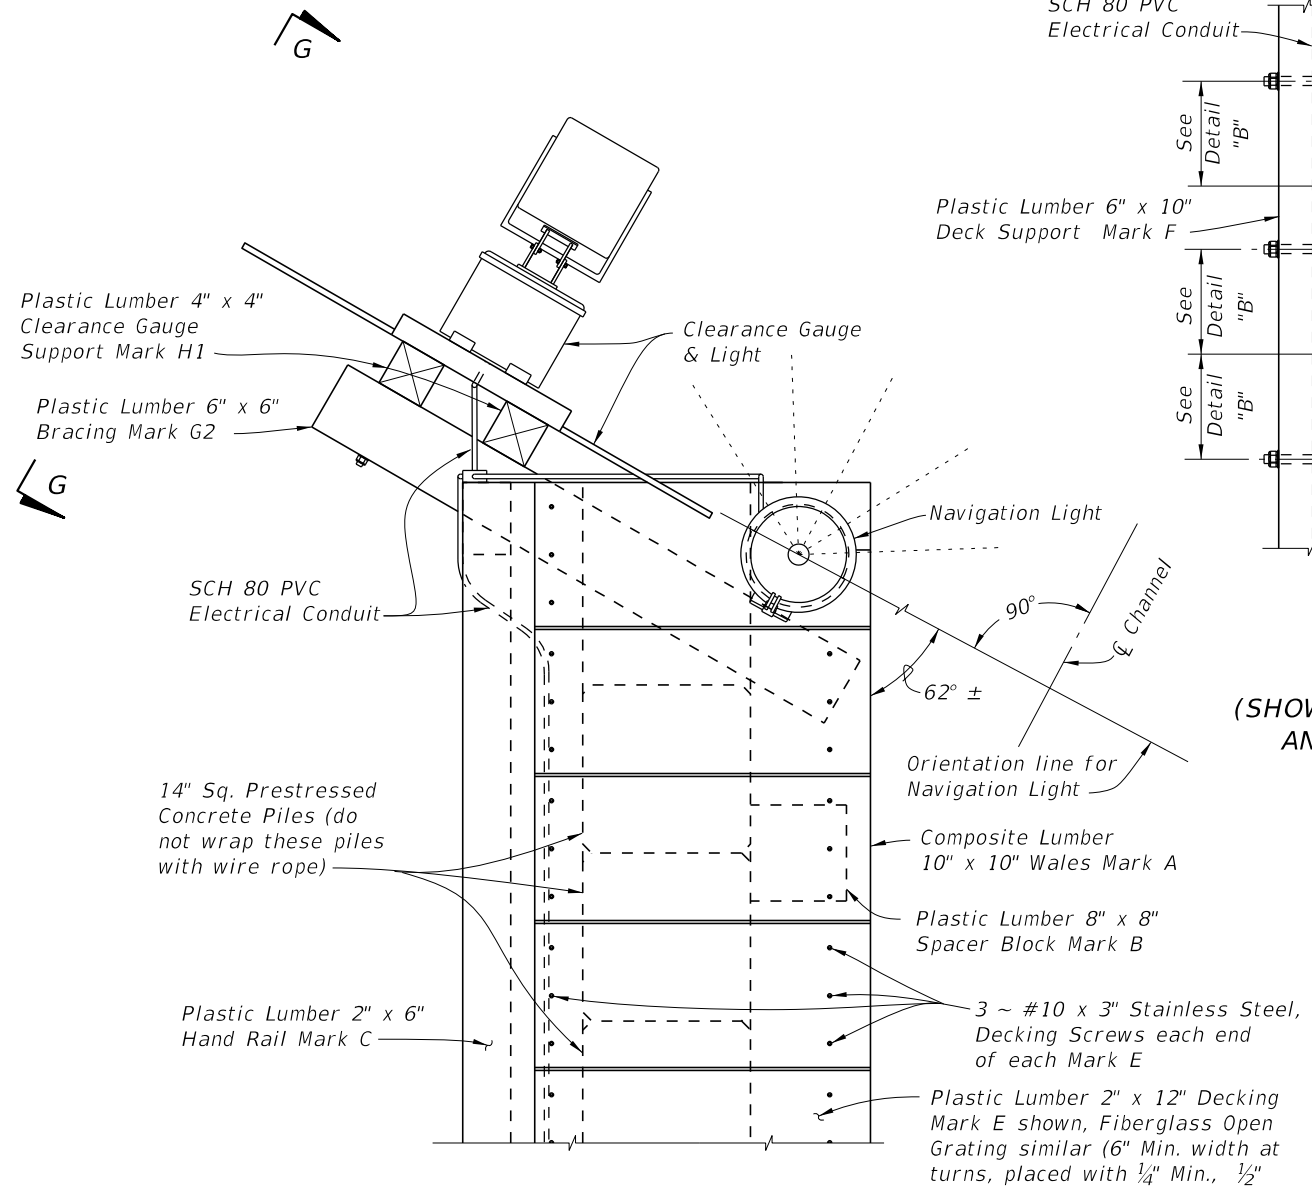 SCH 80 PVC
Electrical Conduit
G
See
Detail
"B"
Plastic Lumber 6" x 10"
Deck Support Mark F
See
Detail
"B"
See
Detail
"B"
Plastic Lumber 4" x 4"
Clearance Gauge
Support Mark H1
Clearance Gauge
& Light
Plastic Lumber 6" x 6"
Bracing Mark G2
G
Navigation Light
SCH 80 PVC
Electrical Conduit
90°
℄ Channel
62° ±
(SHOW
AN
Orientation line for
Navigation Light
14" Sq. Prestressed
Concrete Piles (do
not wrap these piles
with wire rope)
Composite Lumber
10" x 10" Wales Mark A
Plastic Lumber 8" x 8"
Spacer Block Mark B
Plastic Lumber 2" x 6"
Hand Rail Mark C
3 ~ #10 x 3" Stainless Steel,
Decking Screws each end
of each Mark E
Plastic Lumber 2" x 12" Decking
Mark E shown, Fiberglass Open
Grating similar (6" Min. width at
turns, placed with ¼" Min., ½"